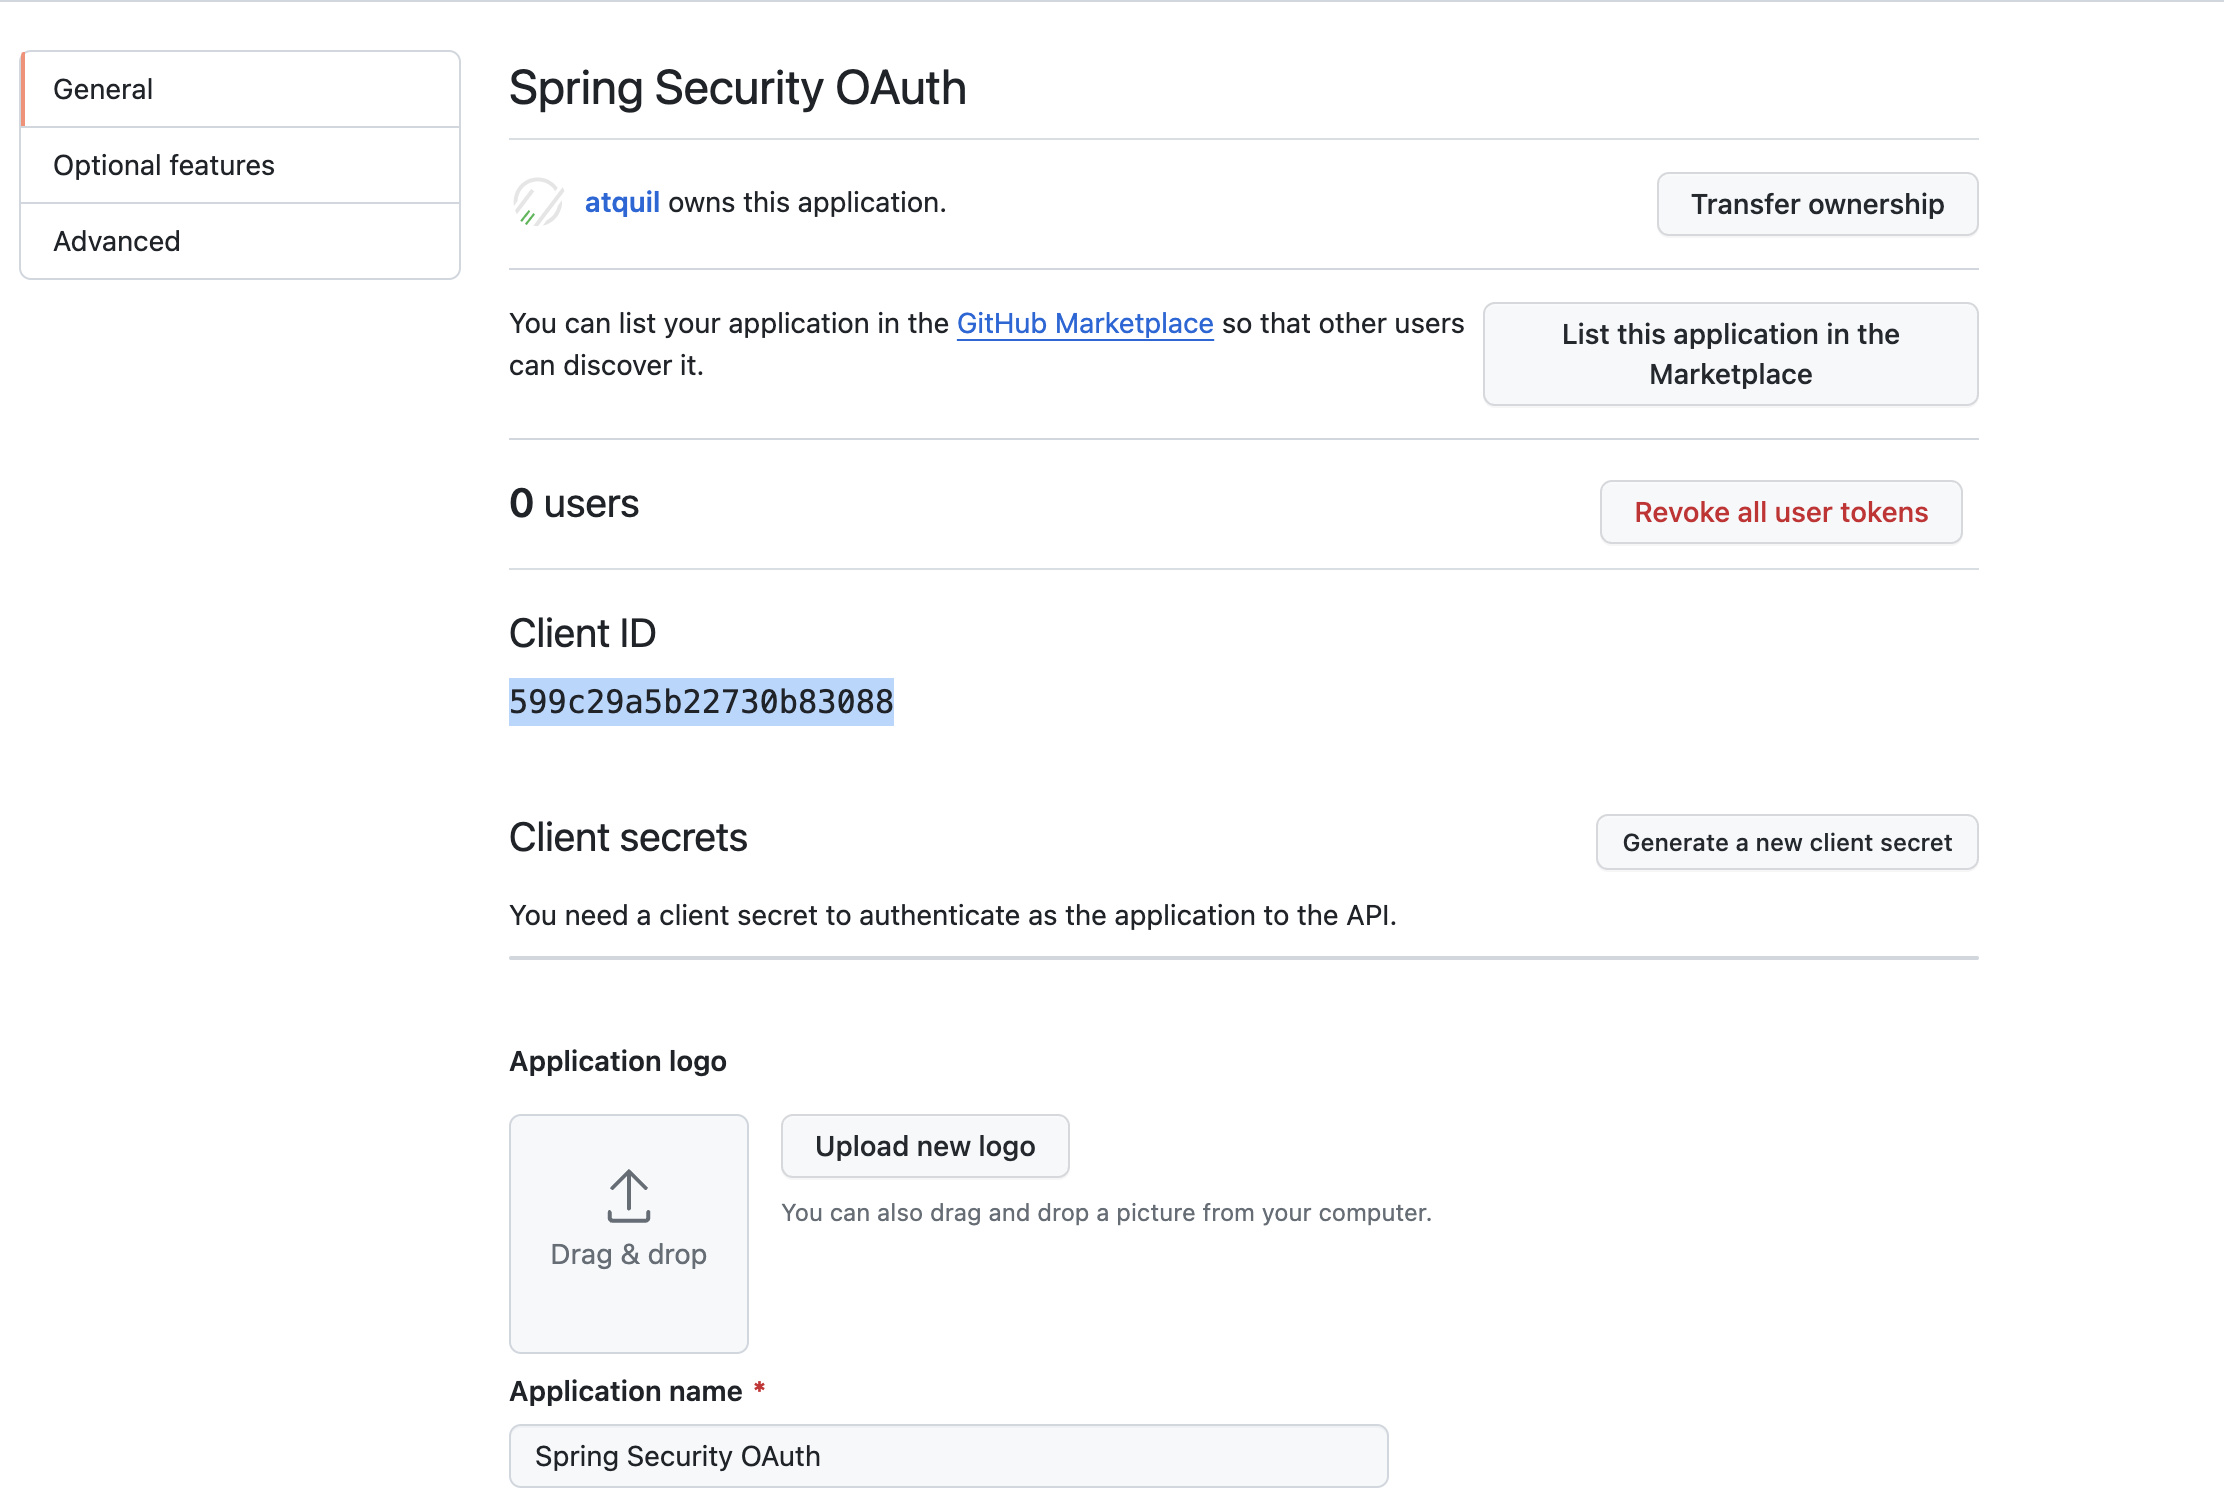 General
Optional features
Advanced
Spring Security OAuth
atquil owns this application.
Transfer ownership
You can list your application in the GitHub Marketplace so that other users
can discover it.
List this application in the
Marketplace
0 users
Revoke all user tokens
Client ID
599c29a5b22730b83088
Client secrets
Generate a new client secret
You need a client secret to authenticate as the application to the API.
Application logo
Drag & drop
Upload new logo
You can also drag and drop a picture from your computer.
Application name *
Spring Security OAuth